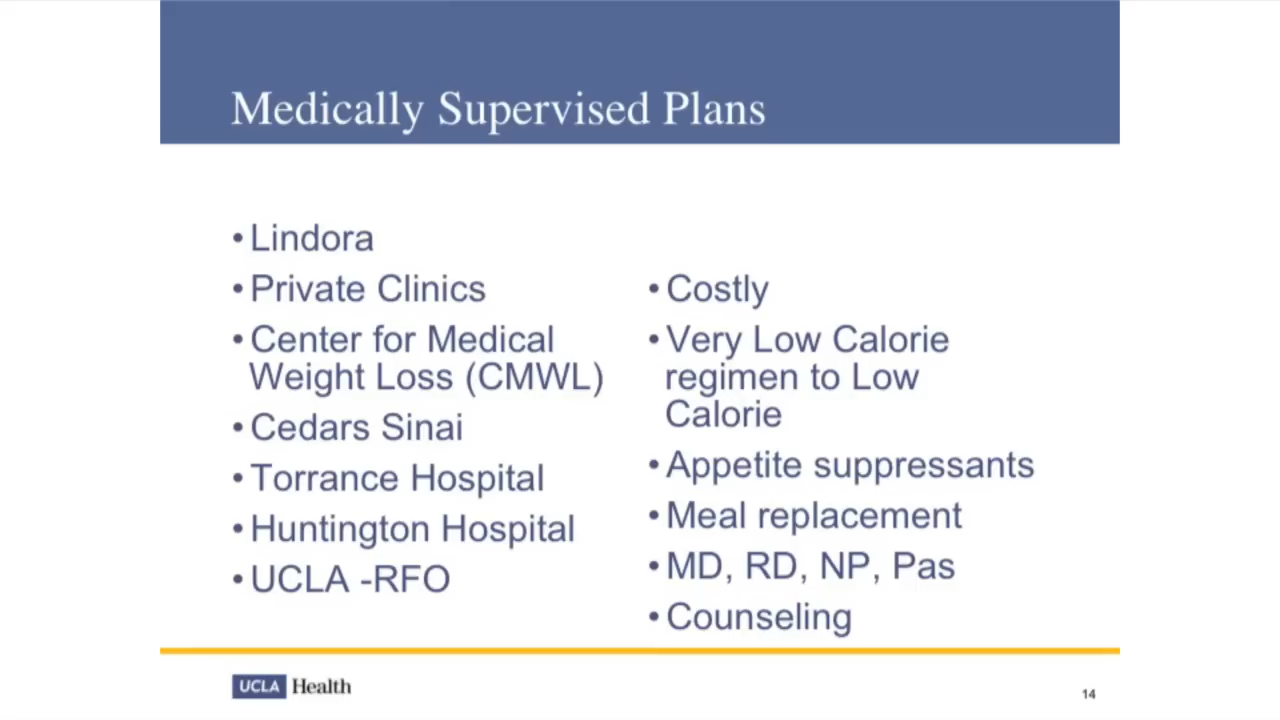 Medically Supervised Plans
•Lindora
•Private Clinics
•Center for Medical
Weight Loss (CMWL)
•Cedars Sinai
•Torrance Hospital
•Huntington Hospital
•UCLA -RFO
•Costly
•Very Low Calorie
regimen to Low
Calorie
•Appetite suppressants
•Meal replacement
•MD, RD, NP, Pas
•Counseling
UCLA Health
14